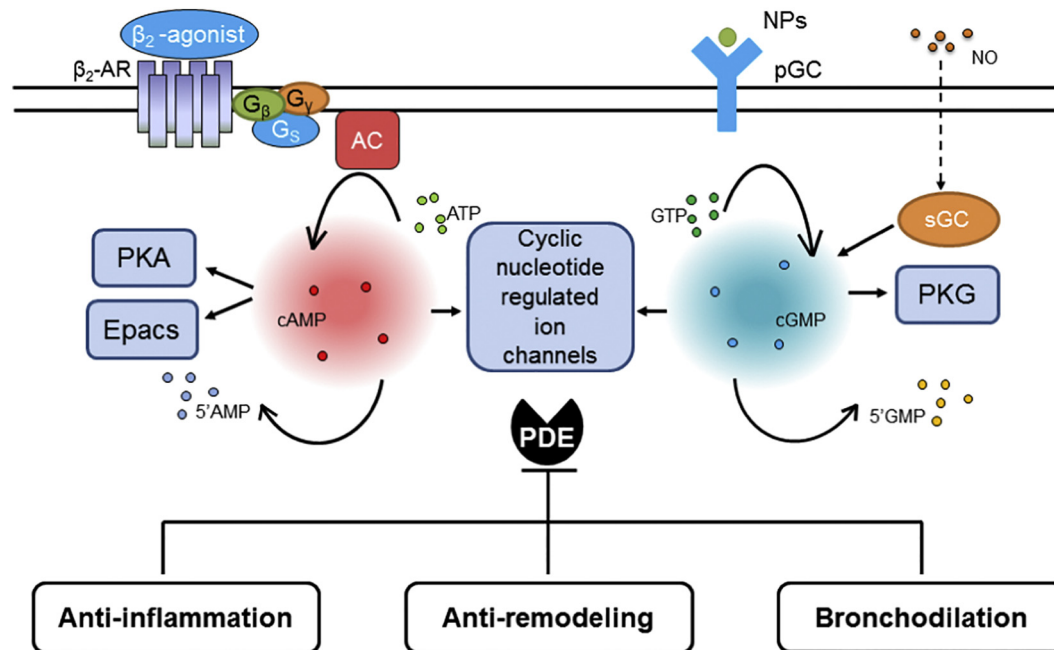 β2-agonist
β2-AR
Gβ
Gγ
GS
AC
NPs
pGC
NO
ATP
GTP
sGC
PKA
Epacs
cAMP
Cyclic
nucleotide
regulated
ion
channels
cGMP
PKG
5'AMP
5'GMP
PDE
Anti-inflammation
Anti-remodeling
Bronchodilation